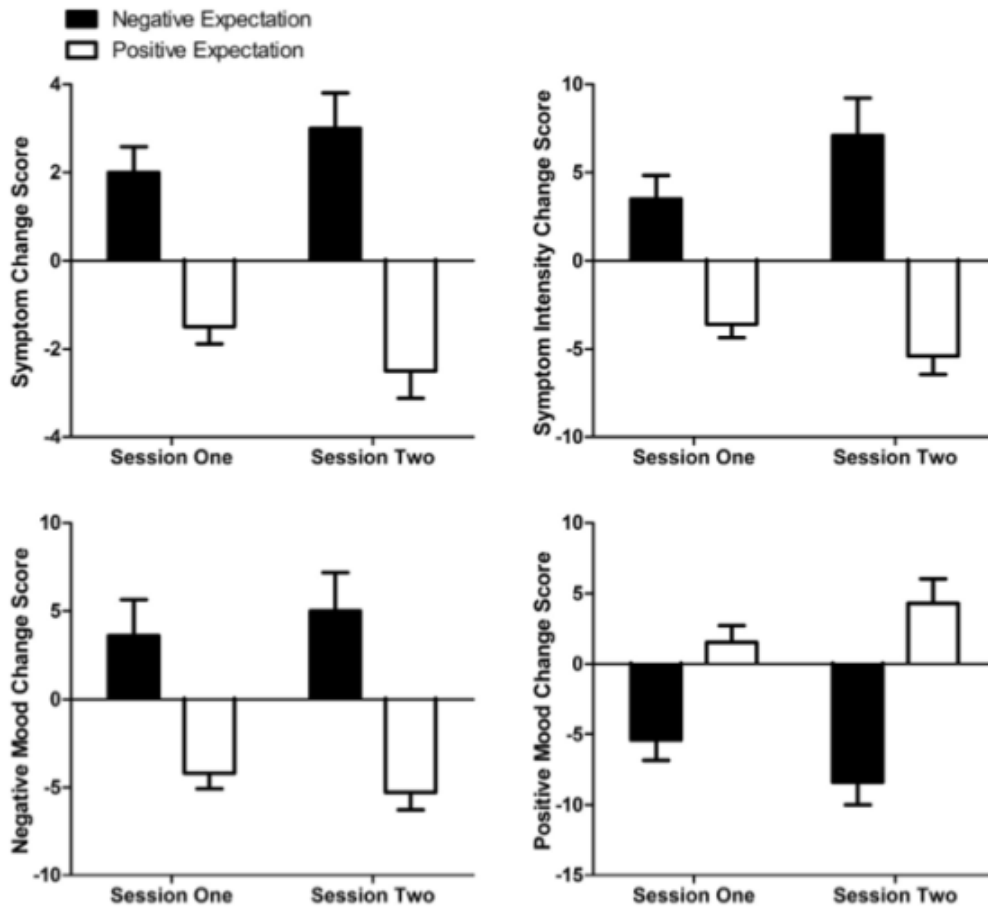 Negative Expectation
Positive Expectation
Symptom Change Score
4
2
0
-2
-4
Session One Session Two
Symptom Intensity Change Score
10
5
0
-5
-10
Session One Session Two
Negative Mood Change Score
10
5
0
-5
-10
Session One Session Two
Positive Mood Change Score
10
5
0
-5
-10
-15
Session One Session Two